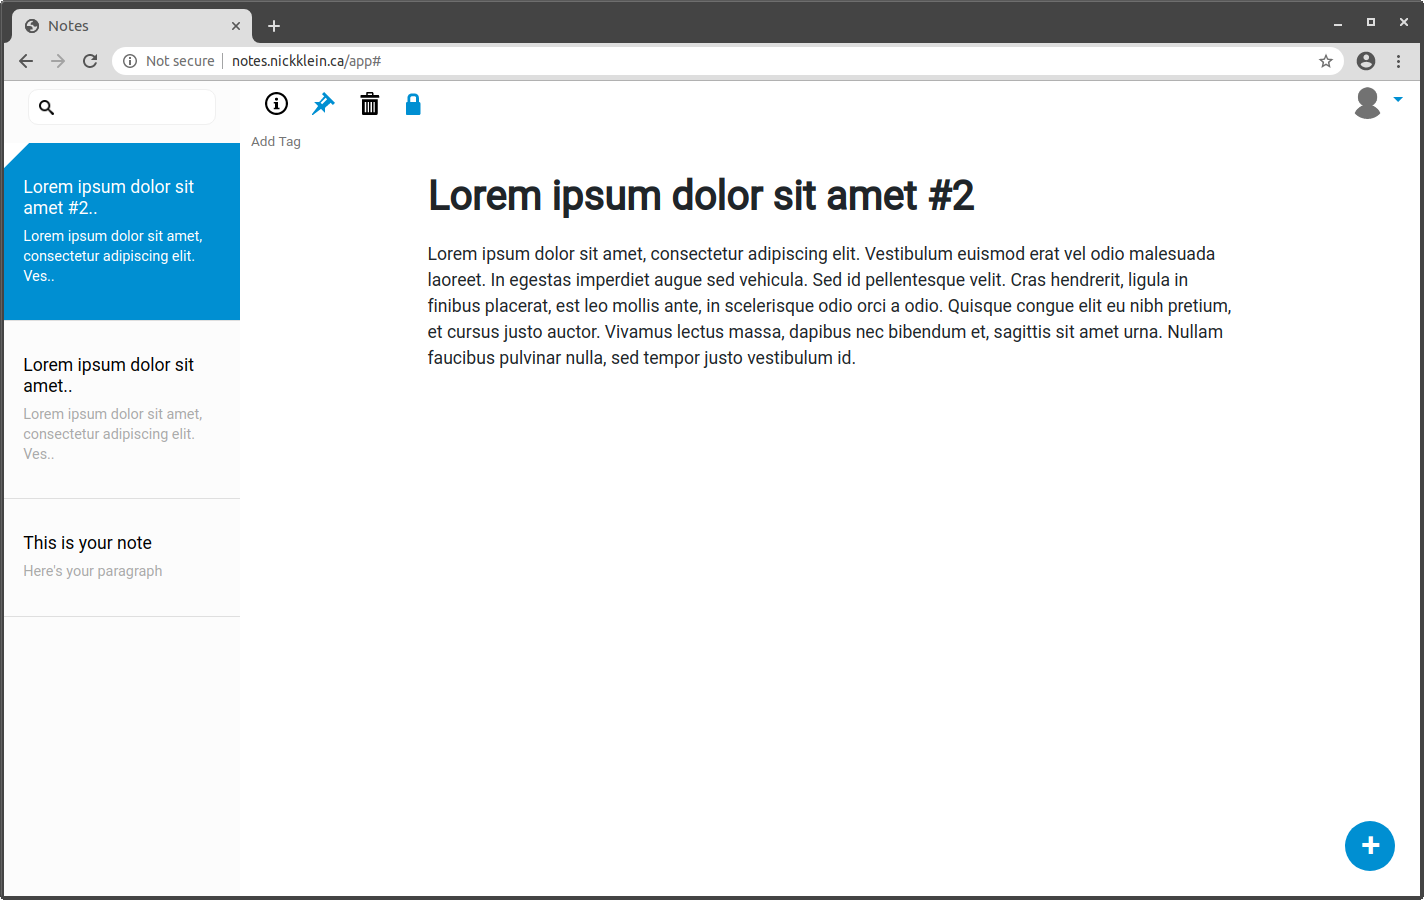 Notes
Not secure
notes.nickklein.ca/app#
Add Tag
Lorem ipsum dolor sit
amet #2..
Lorem ipsum dolor sit amet,
consectetur adipiscing elit.
Ves..
Lorem ipsum dolor sit
amet..
Lorem ipsum dolor sit amet,
consectetur adipiscing elit.
Ves..
This is your note
Here's your paragraph
Lorem ipsum dolor sit amet #2
Lorem ipsum dolor sit amet, consectetur adipiscing elit. Vestibulum euismod erat vel odio malesuada
laoreet. In egestas imperdiet augue sed vehicula. Sed id pellentesque velit. Cras hendrerit, ligula in
finibus placerat, est leo mollis ante, in scelerisque odio orci a odio. Quisque congue elit eu nibh pretium,
et cursus justo auctor. Vivamus lectus massa, dapibus nec bibendum et, sagittis sit amet urna. Nullam
faucibus pulvinar nulla, sed tempor justo vestibulum id.